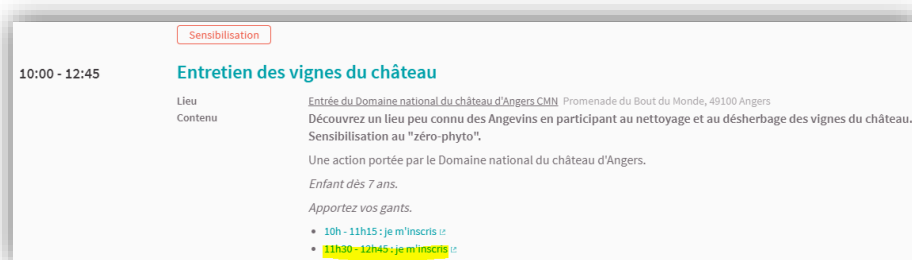 Sensibilisation
10:00 - 12:45
Entretien des vignes du château
Lieu
Entrée du Domaine national du château d'Angers CMN Promenade du Bout du Monde, 49100 Angers
Contenu
Découvrez un lieu peu connu des Angevins en participant au nettoyage et au désherbage des vignes du château.
Sensibilisation au "zéro-phyto".
Une action portée par le Domaine national du château d'Angers.
Enfant dès 7 ans.
Apportez vos gants.
• 10h - 11h15 : je m'inscris
• 11h30 - 12h45 : je m'inscris